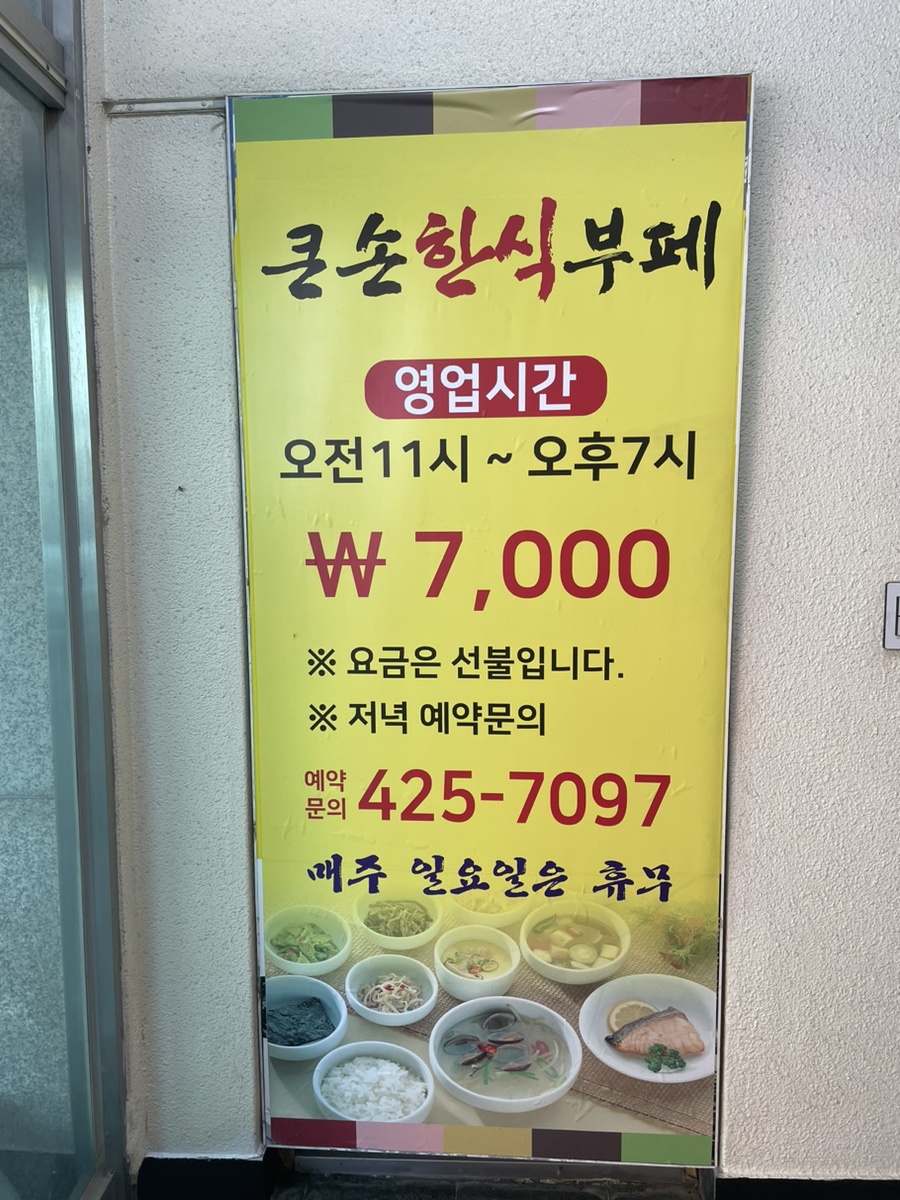 큰손한식부페
영업시간
오전11시 ~ 오후7시
₩ 7,000
※ 요금은 선불입니다.
※ 저녁 예약문의
예약
문의 425-7097
매주 일요일은 휴무